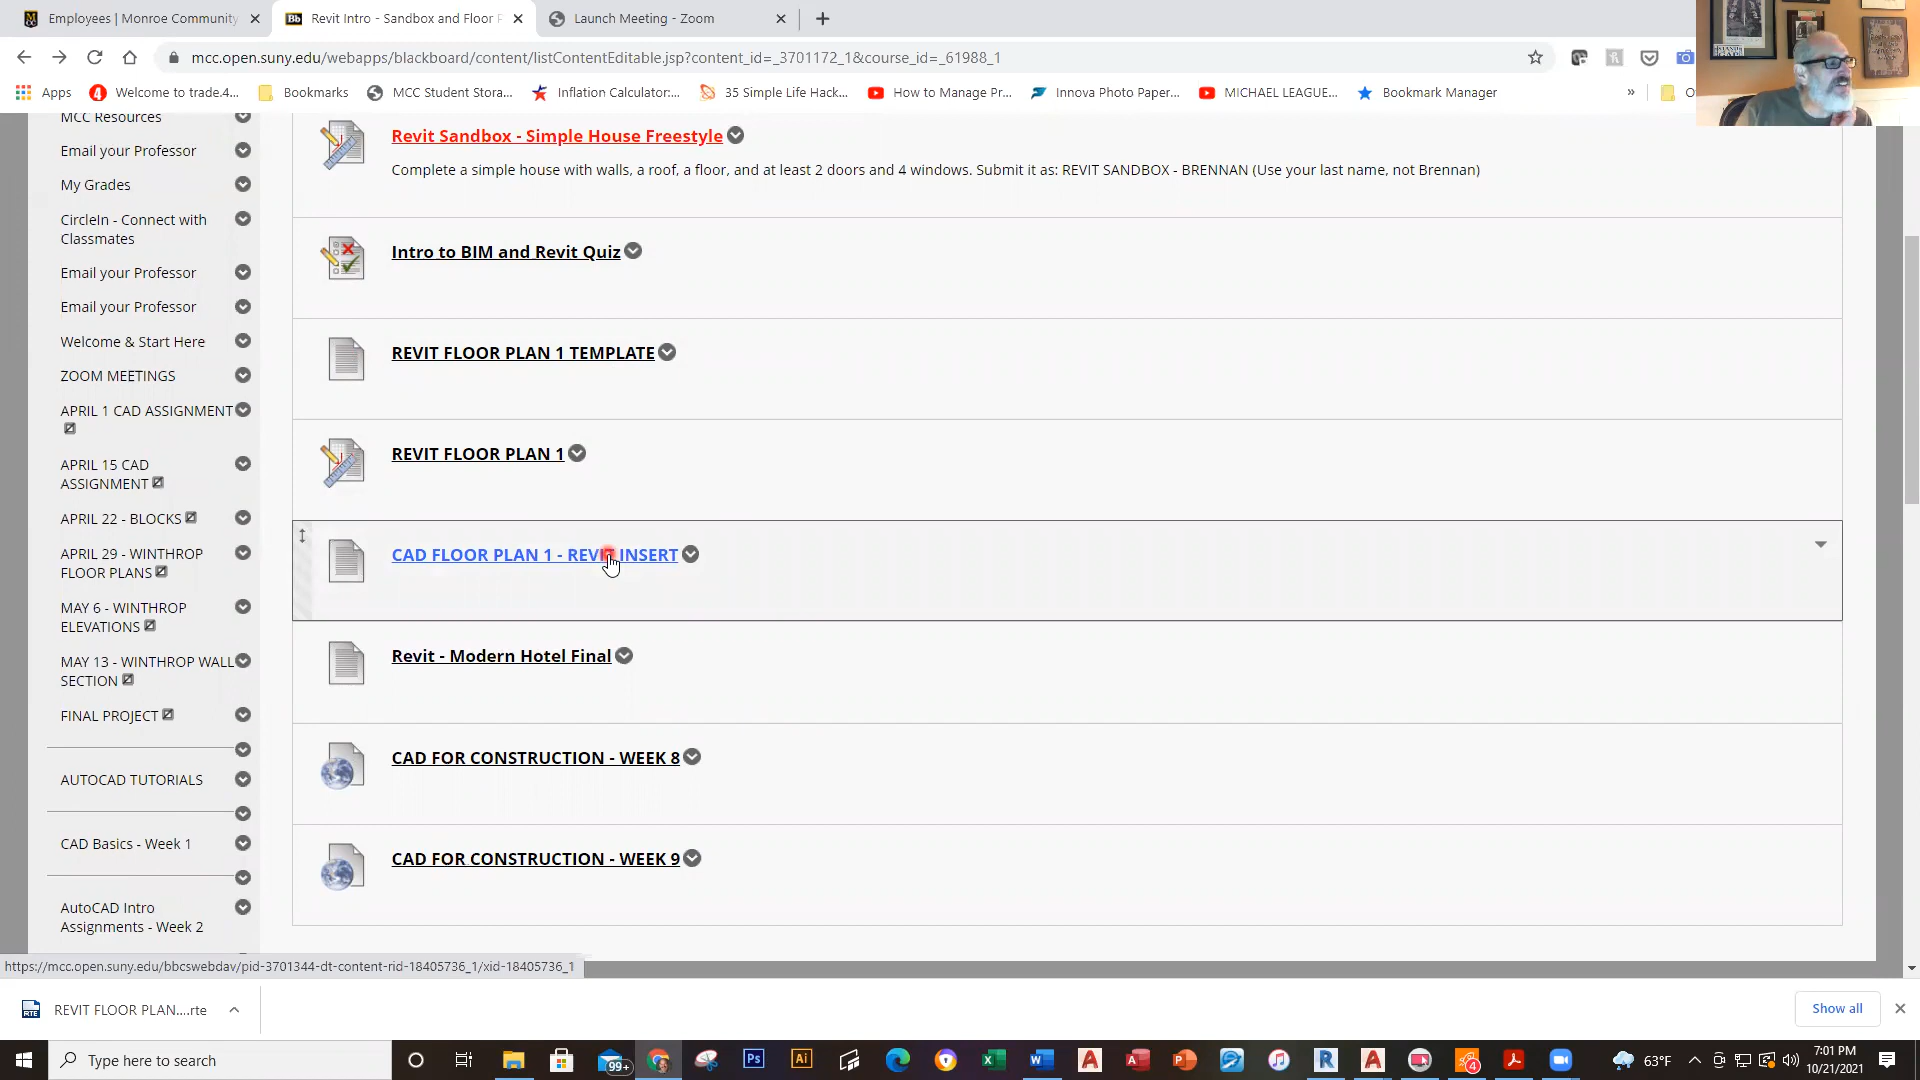 Employees | Monroe Community
Revit Intro - Sandbox and Floor P
Launch Meeting - Zoom
mcc.open.suny.edu/webapps/blackboard/content/listContentEditable.jsp?content_id=_3701172_1&course_id=_61988_1
Apps
Welcome to trade.4...
Bookmarks
MCC Student Stora...
Inflation Calculator:...
35 Simple Life Hack...
How to Manage Pr...
Innova Photo Paper...
MICHAEL LEAGUE...
Bookmark Manager
»
MCC Resources
Email your Professor
My Grades
CircleIn - Connect with
Classmates
Email your Professor
Email your Professor
Welcome & Start Here
ZOOM MEETINGS
APRIL 1 CAD ASSIGNMENT
APRIL 15 CAD
ASSIGNMENT
APRIL 22 - BLOCKS
APRIL 29 - WINTHROP
FLOOR PLANS
MAY 6 - WINTHROP
ELEVATIONS
MAY 13 - WINTHROP WALL
SECTION
FINAL PROJECT
AUTOCAD TUTORIALS
CAD Basics - Week 1
AutoCAD Intro
Assignments - Week 2
Revit Sandbox - Simple House Freestyle
Complete a simple house with walls, a roof, a floor, and at least 2 doors and 4 windows. Submit it as: REVIT SANDBOX - BRENNAN (Use your last name, not Brennan)
Intro to BIM and Revit Quiz
REVIT FLOOR PLAN 1 TEMPLATE
REVIT FLOOR PLAN 1
CAD FLOOR PLAN 1 - REVIT INSERT
Revit - Modern Hotel Final
CAD FOR CONSTRUCTION - WEEK 8
CAD FOR CONSTRUCTION - WEEK 9
https://mcc.open.suny.edu/bbcswebdav/pid-3701344-dt-content-rid-18405736_1/xid-18405736_1
REVIT FLOOR PLAN....rte
Show all
Type here to search
99+
63°F
7:01 PM
10/21/2021